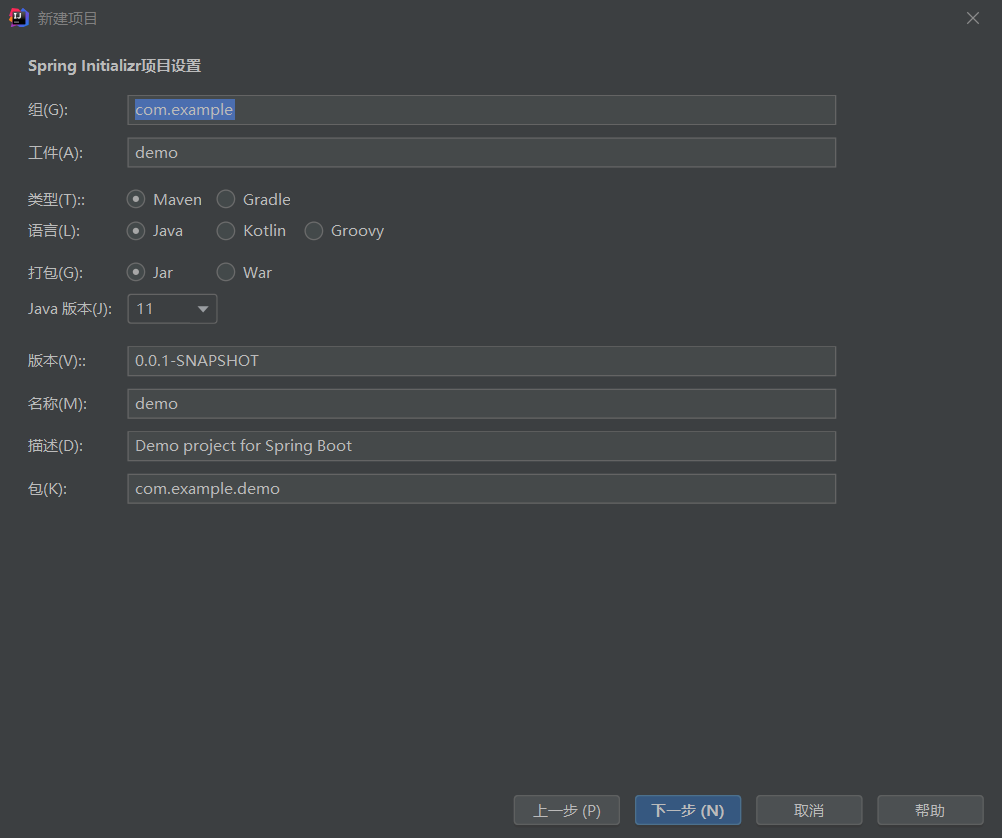 新建项目
Spring Initializr项目设置
组(G): com.example
工件(A): demo
类型(T):: Maven Gradle
语言(L): Java Kotlin Groovy
打包(G): Jar War
Java 版本(J): 11
版本(V):: 0.0.1-SNAPSHOT
名称(M): demo
描述(D): Demo project for Spring Boot
包(K): com.example.demo
上一步 (P) 下一步 (N) 取消 帮助